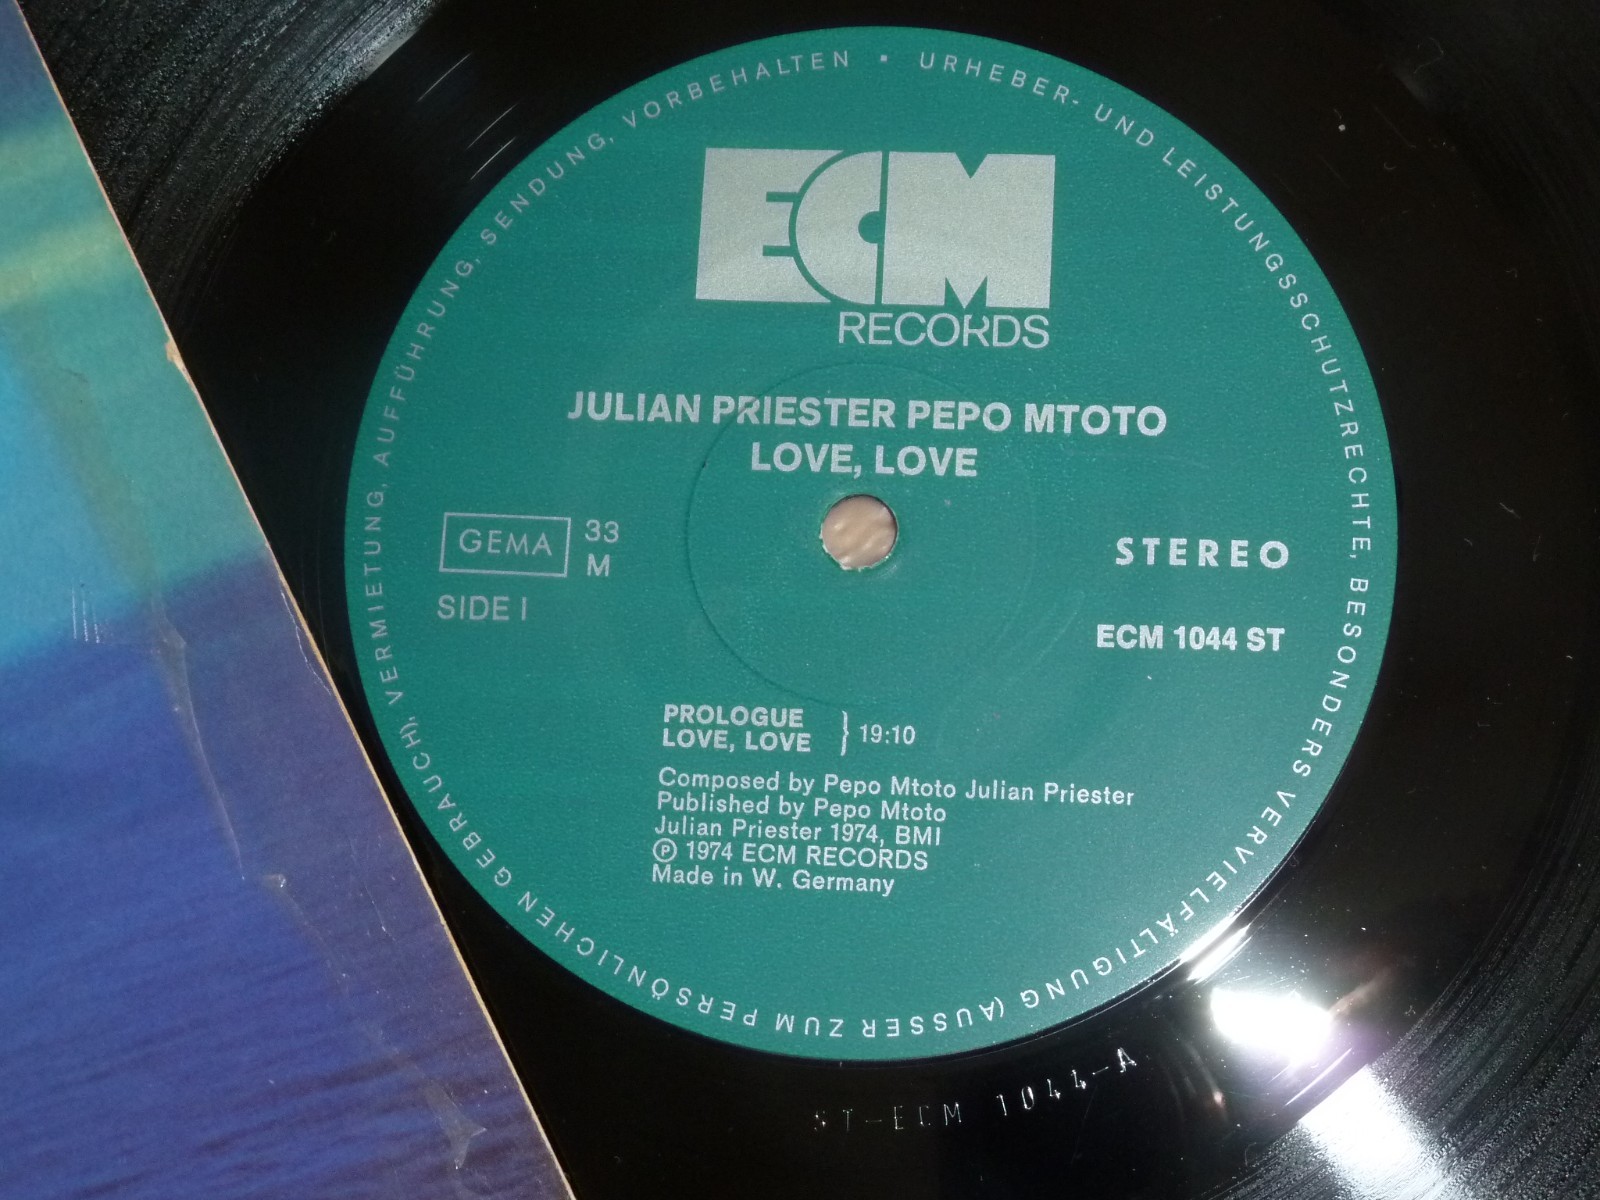 URHEBER- UND LEISTUNGSSCHUTZRECHTE, BESONDERS VERVIELFÄLTIGUNG (AUSSER ZUM PERSÖNLICHEN GEBRAUCH), VERMIETUNG, AUFFÜHRUNG, SENDUNG, VORBEHALTEN ·
ECM
RECORDS
JULIAN PRIESTER PEPO MTOTO
LOVE, LOVE
GEMA 33
M
STEREO
SIDE I
ECM 1044 ST
PROLOGUE
LOVE, LOVE } 19:10
Composed by Pepo Mtoto Julian Priester
Published by Pepo Mtoto
Julian Priester 1974, BMI
℗ 1974 ECM RECORDS
Made in W. Germany
ST-ECM 1044-A